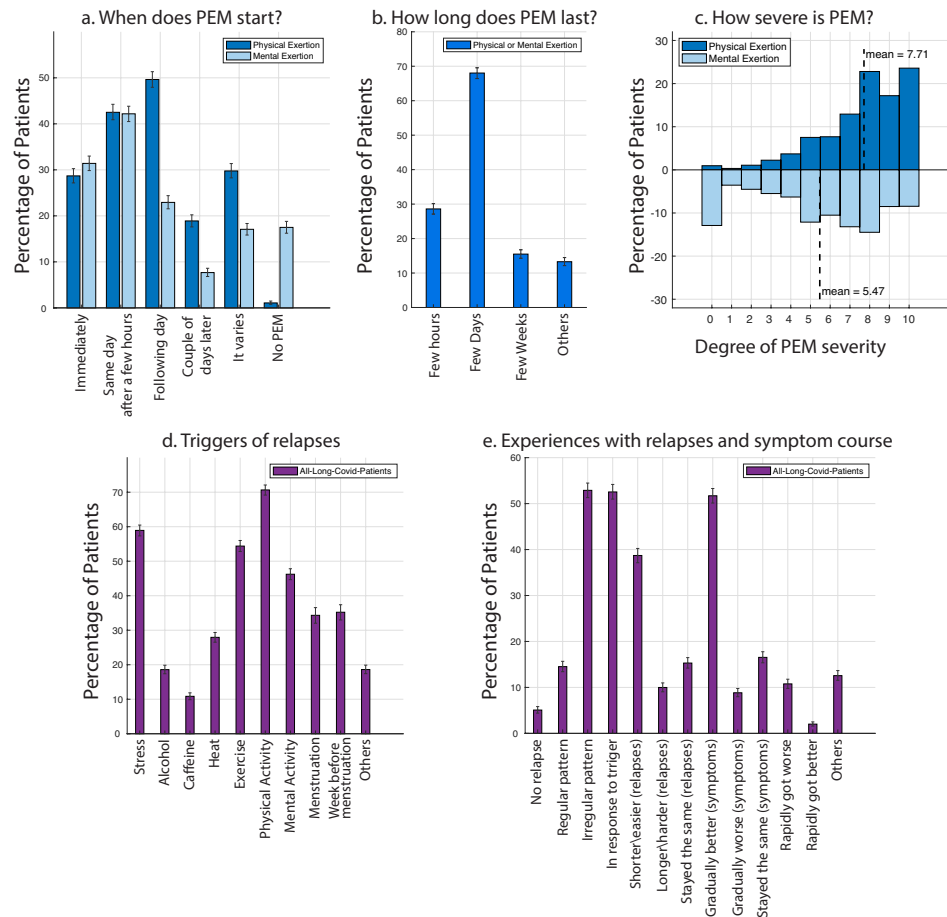 a. When does PEM start?
Physical Exertion
Mental Exertion
Percentage of Patients
50
40
30
20
10
0
Immediately
Same day
after a few hours
Following day
Couple of
days later
It varies
No PEM
b. How long does PEM last?
Physical or Mental Exertion
Percentage of Patients
80
70
60
50
40
30
20
10
0
Few hours
Few Days
Few Weeks
Others
c. How severe is PEM?
Physical Exertion
Mental Exertion
mean = 7.71
mean = 5.47
Percentage of Patients
30
20
10
0
-10
-20
-30
0 1 2 3 4 5 6 7 8 9 10
Degree of PEM severity
d. Triggers of relapses
All-Long-Covid-Patients
Percentage of Patients
70
60
50
40
30
20
10
0
Stress
Alcohol
Caffeine
Heat
Exercise
Physical Activity
Mental Activity
Menstruation
Week before
menstruation
Others
e. Experiences with relapses and symptom course
All-Long-Covid-Patients
Percentage of Patients
60
50
40
30
20
10
0
No relapse
Regular pattern
Irregular pattern
In response to trriger
Shorter\easier (relapses)
Longer\harder (relapses)
Stayed the same (relapses)
Gradually better (symptoms)
Gradually worse (symptoms)
Stayed the same (symptoms)
Rapidly got worse
Rapidly got better
Others